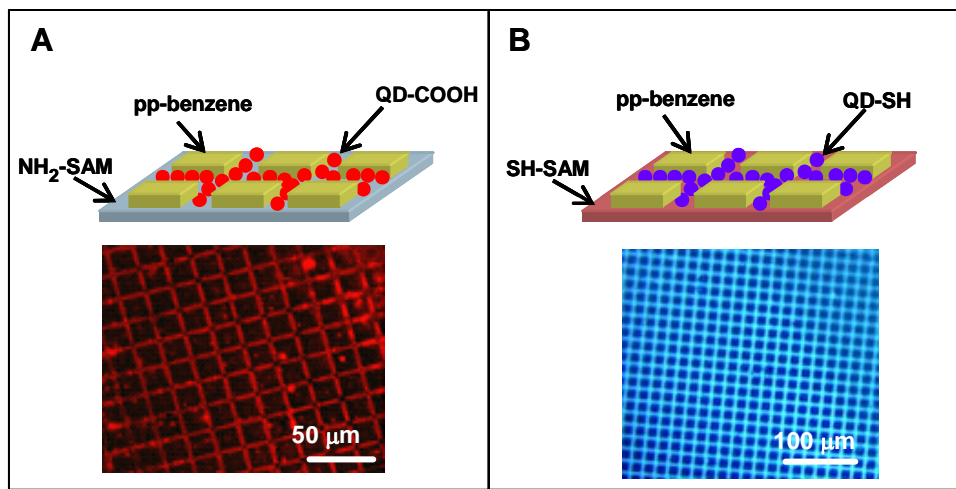 A
pp-benzene
QD-COOH
NH₂-SAM
50 μm
B
pp-benzene
QD-SH
SH-SAM
100 μm